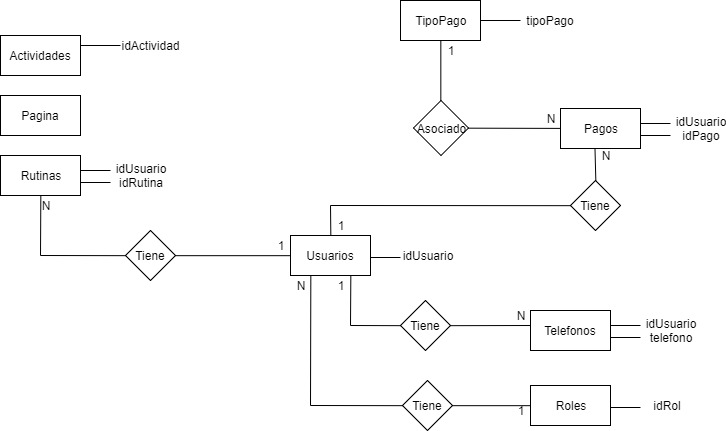 TipoPago
tipoPago
Actividades
idActividad
1
Pagina
Asociado
N
Pagos
idUsuario
idPago
N
Rutinas
idUsuario
idRutina
N
Tiene
1
Tiene
1
Usuarios
idUsuario
N
1
Tiene
N
Telefonos
idUsuario
telefono
Tiene
1
Roles
idRol